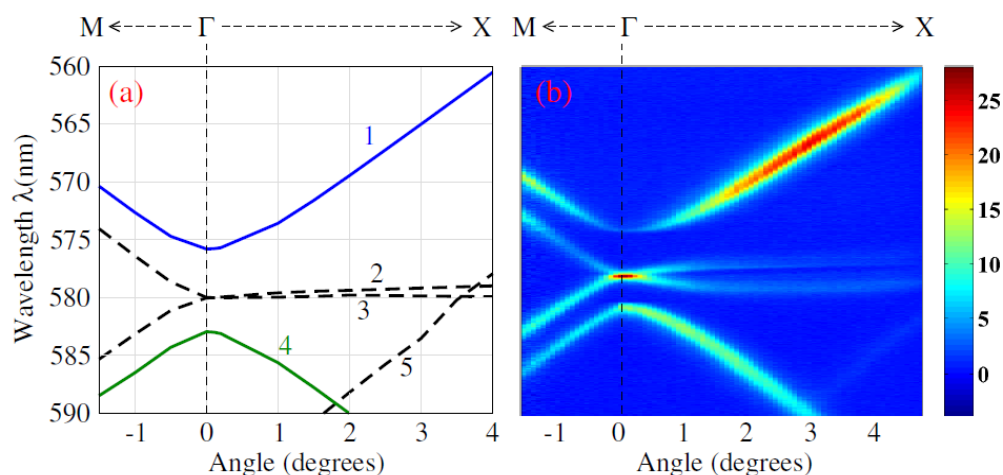 M Γ X M Γ X
(a) (b)
560
565
570
575
580
585
590
Wavelength λ(nm)
1
2
3
4
5
-1 0 1 2 3 4
Angle (degrees)
-1 0 1 2 3 4
Angle (degrees)
25
20
15
10
5
0